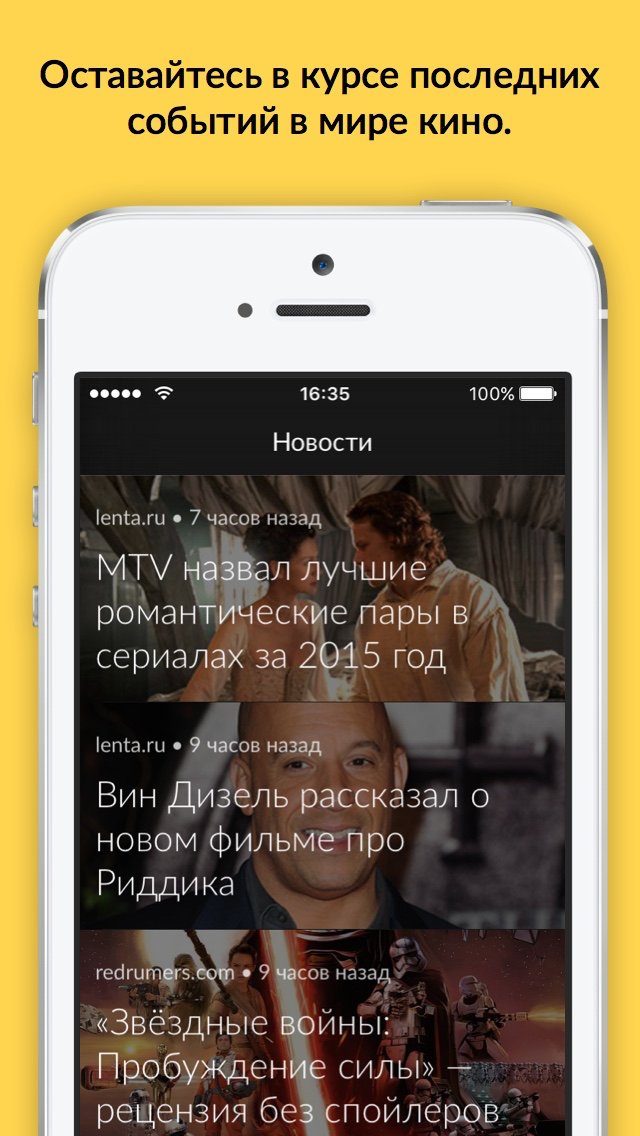 Оставайтесь в курсе последних
событий в мире кино.
16:35
100%
Новости
lenta.ru • 7 часов назад
MTV назвал лучшие
романтические пары в
сериалах за 2015 год
lenta.ru • 9 часов назад
Вин Дизель рассказал о
новом фильме про
Риддика
redrumers.com • 9 часов назад
«Звёздные войны:
Пробуждение силы» —
рецензия без спойлеров